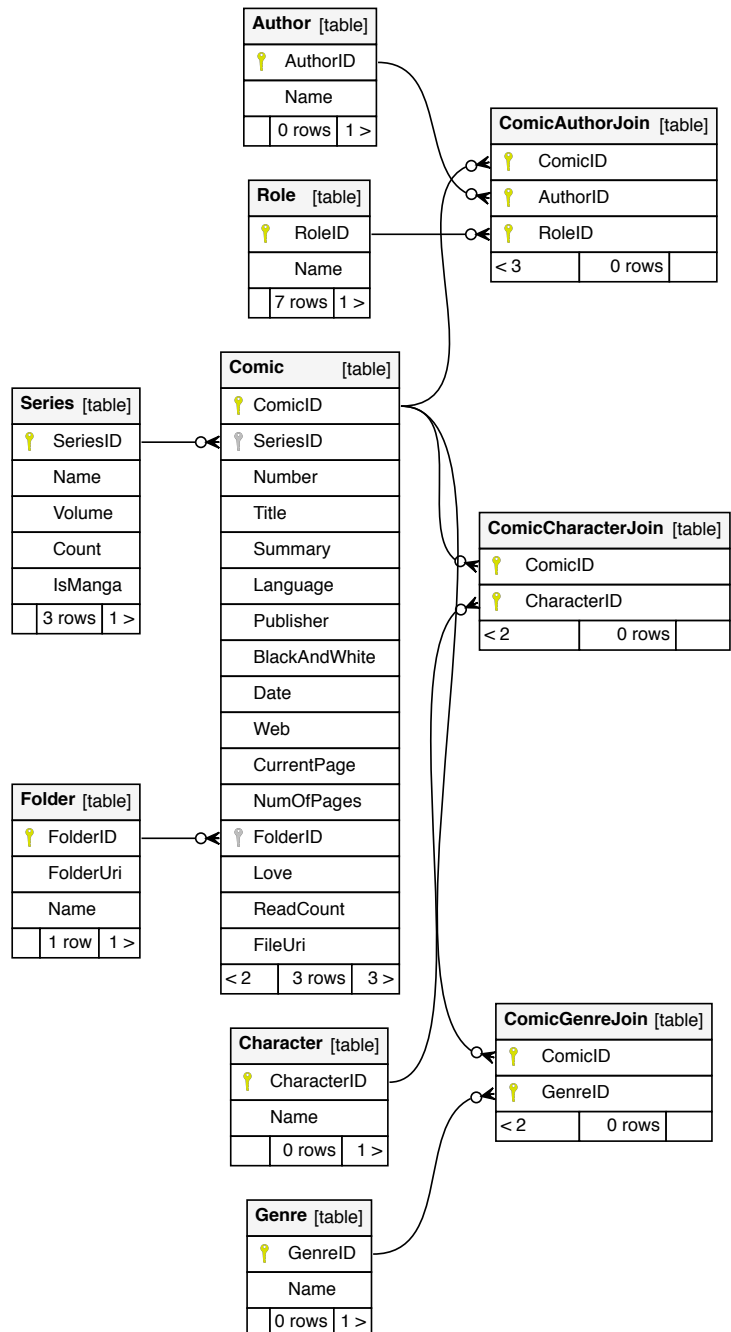 Author [table]
AuthorID
Name
0 rows 1 >
ComicAuthorJoin [table]
ComicID
AuthorID
RoleID
< 3 0 rows
Role [table]
RoleID
Name
7 rows 1 >
Comic [table]
ComicID
SeriesID
Number
Title
Summary
Language
Publisher
BlackAndWhite
Date
Web
CurrentPage
NumOfPages
FolderID
Love
ReadCount
FileUri
< 2 3 rows 3 >
Series [table]
SeriesID
Name
Volume
Count
IsManga
3 rows 1 >
ComicCharacterJoin [table]
ComicID
CharacterID
< 2 0 rows
Folder [table]
FolderID
FolderUri
Name
1 row 1 >
Character [table]
CharacterID
Name
0 rows 1 >
ComicGenreJoin [table]
ComicID
GenreID
< 2 0 rows
Genre [table]
GenreID
Name
0 rows 1 >